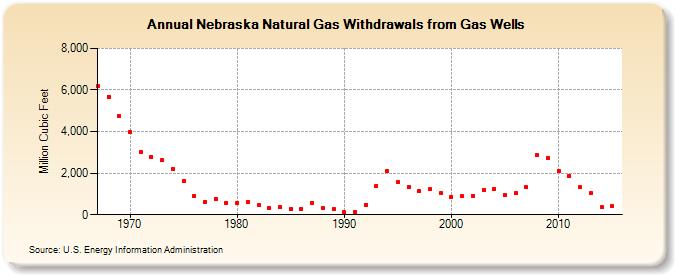 Annual Nebraska Natural Gas Withdrawals from Gas Wells
Million Cubic Feet
8,000
6,000
4,000
2,000
0
1970 1980 1990 2000 2010
Source: U.S. Energy Information Administration